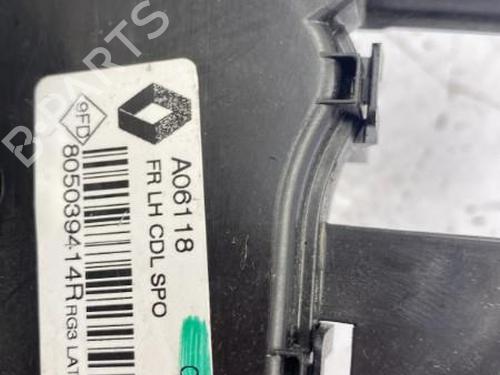 A06118
FR LH CDL SPO
9FD
805039414R RG3 LAT
B-PARTS